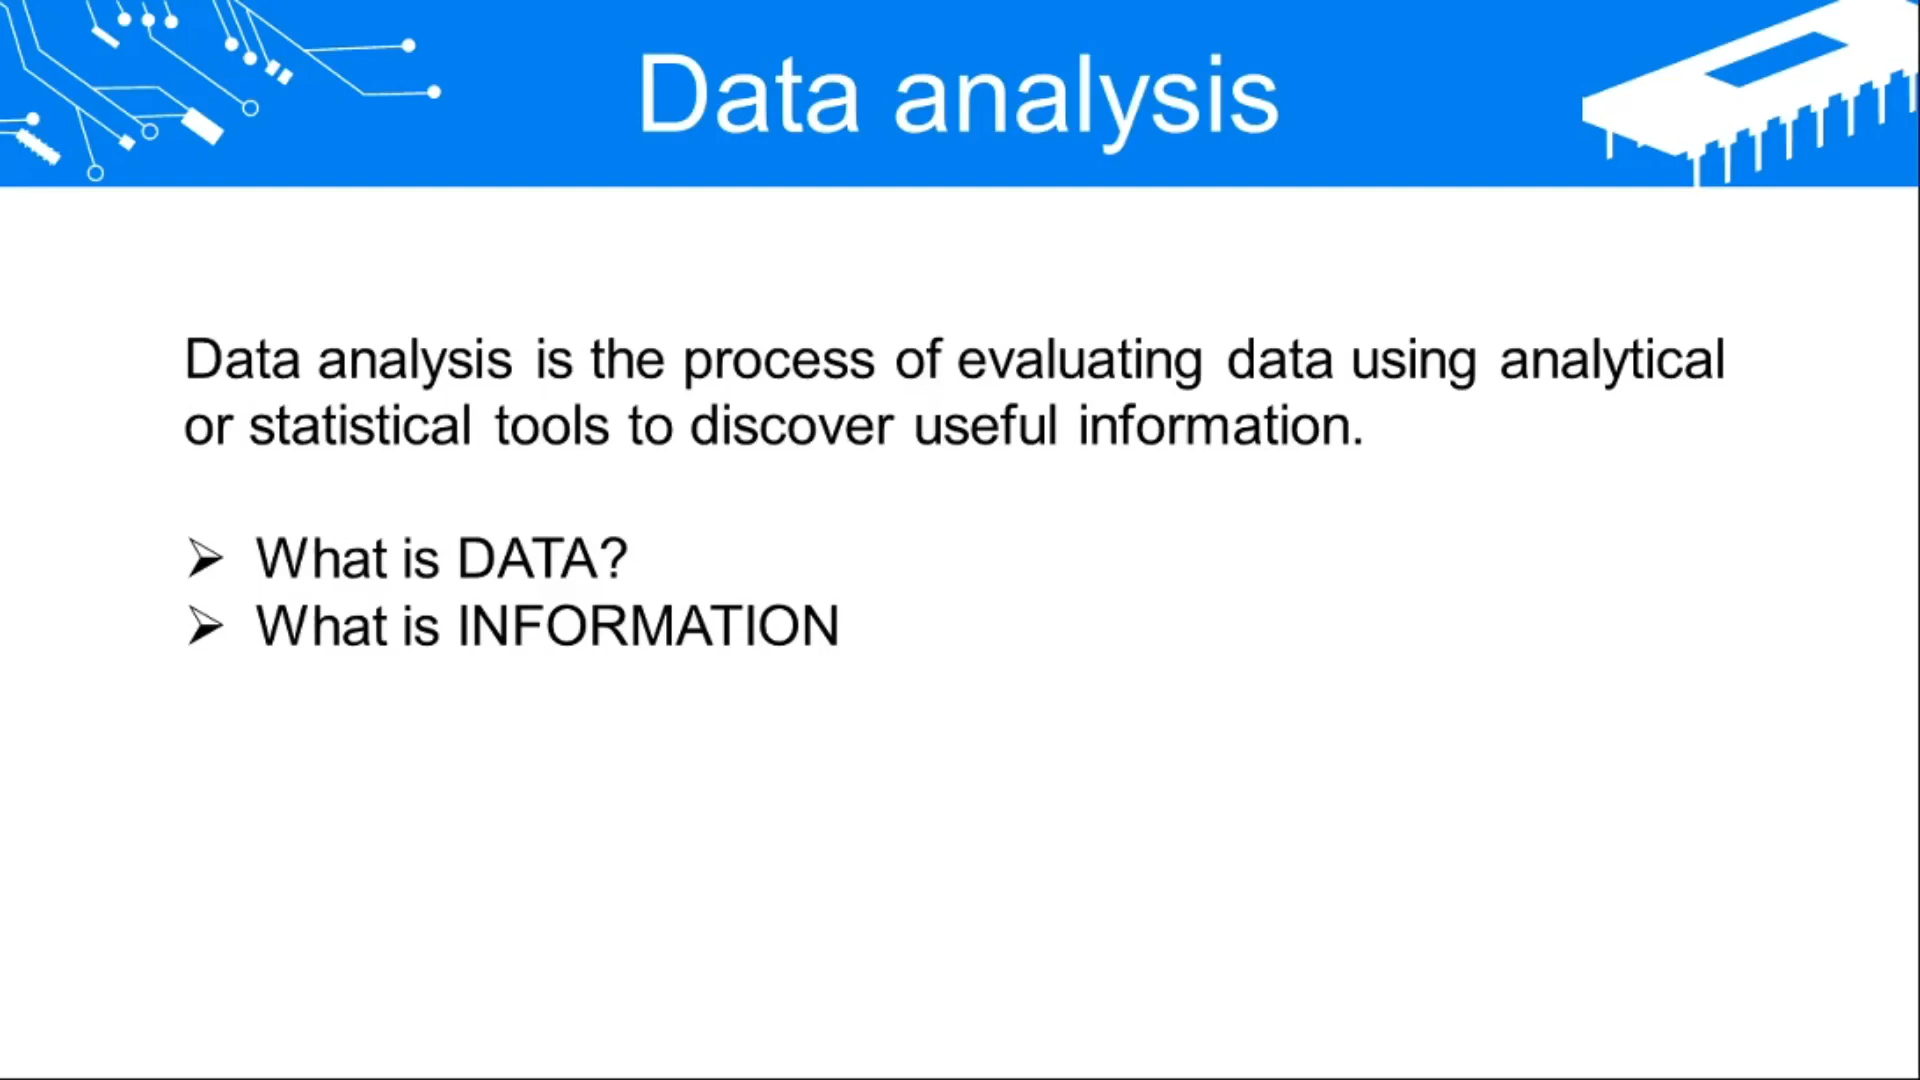 Data analysis
Data analysis is the process of evaluating data using analytical
or statistical tools to discover useful information.
➢ What is DATA?
➢ What is INFORMATION